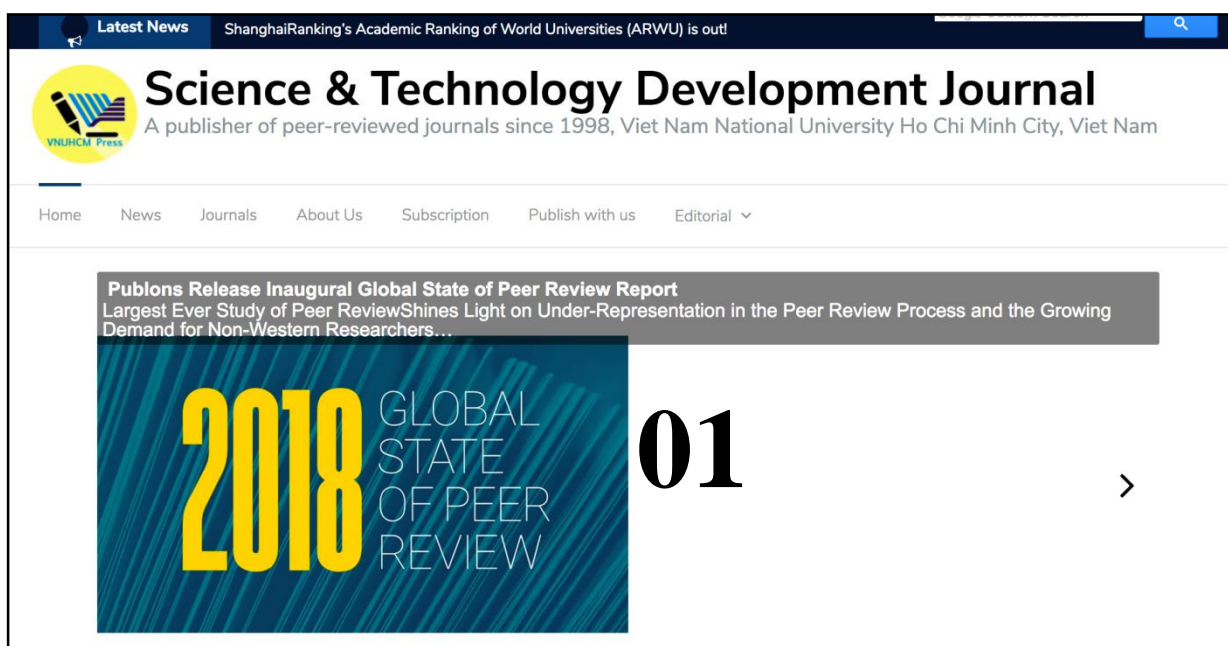 Latest News
ShanghaiRanking's Academic Ranking of World Universities (ARWU) is out!
Science & Technology Development Journal
A publisher of peer-reviewed journals since 1998, Viet Nam National University Ho Chi Minh City, Viet Nam
VNUHCM Press
Home News Journals About Us Subscription Publish with us Editorial
Publons Release Inaugural Global State of Peer Review Report
Largest Ever Study of Peer ReviewShines Light on Under-Representation in the Peer Review Process and the Growing
Demand for Non-Western Researchers…
2018
GLOBAL
STATE
OF PEER
REVIEW
01